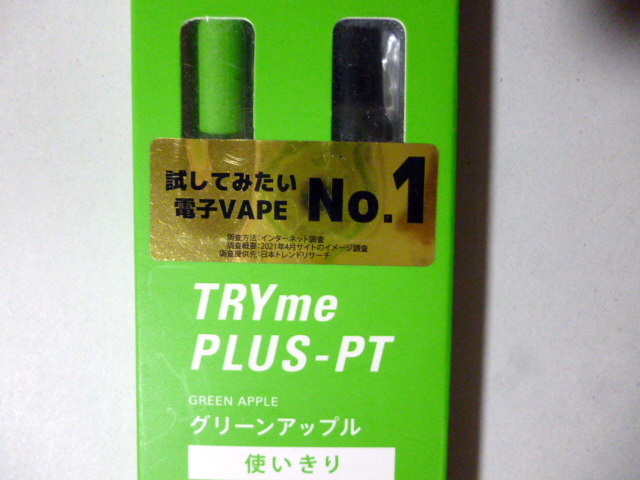 試してみたい
電子VAPE No.1
調査方法:インターネット調査
調査概要:2021年4月サイトのイメージ調査
調査提供先:日本トレンドリサーチ
TRYme
PLUS-PT
GREEN APPLE
グリーンアップル
使いきり